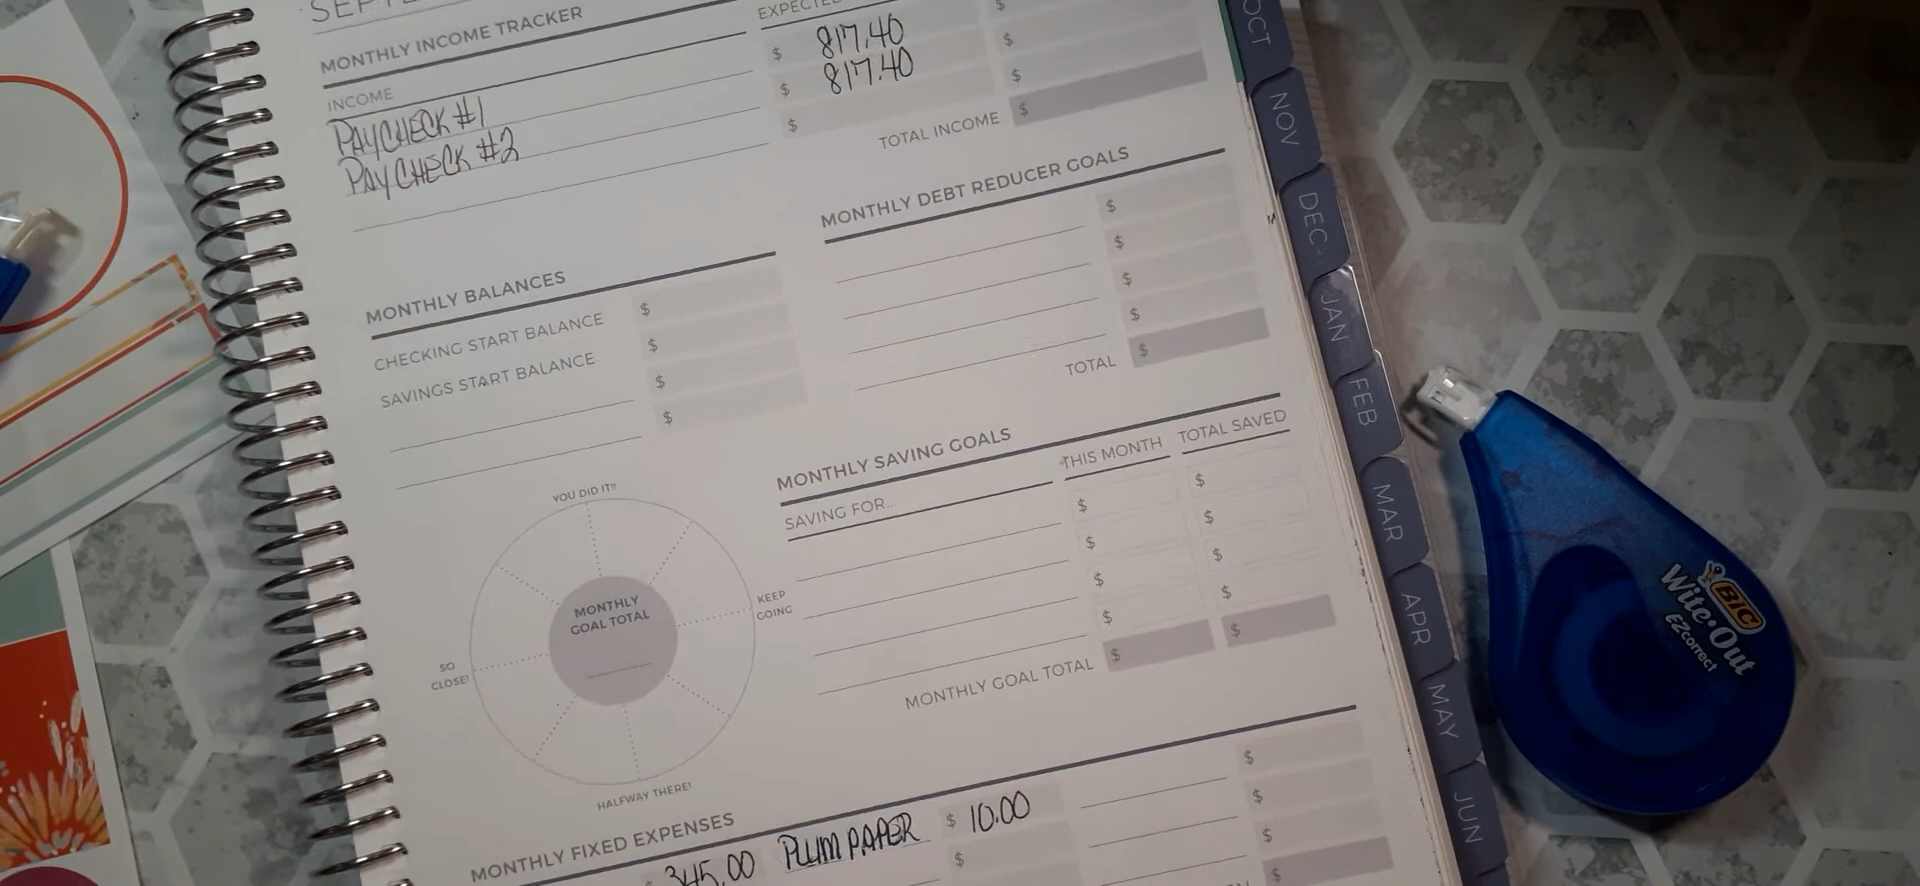 MONTHLY INCOME TRACKER
INCOME
PAYCHECK #1
PAYCHECK #2
$ 817.40 $
$ 817.40 $
$ $
TOTAL INCOME $
MONTHLY BALANCES
CHECKING START BALANCE $
SAVINGS START BALANCE $
$
$
MONTHLY DEBT REDUCER GOALS
$
$
$
$
TOTAL $
MONTHLY SAVING GOALS
SAVING FOR... THIS MONTH TOTAL SAVED
$ $
$ $
$ $
$ $
MONTHLY GOAL TOTAL $ $
YOU DID IT!!
KEEP
GOING
HALFWAY THERE!
SO
CLOSE!
MONTHLY
GOAL TOTAL
MONTHLY FIXED EXPENSES
345.00 PLUM PAPER $ 10.00 $
$ $
$
$
OCT
NOV
DEC
JAN
FEB
MAR
APR
MAY
JUN
BIC
Wite·Out
EZ correct